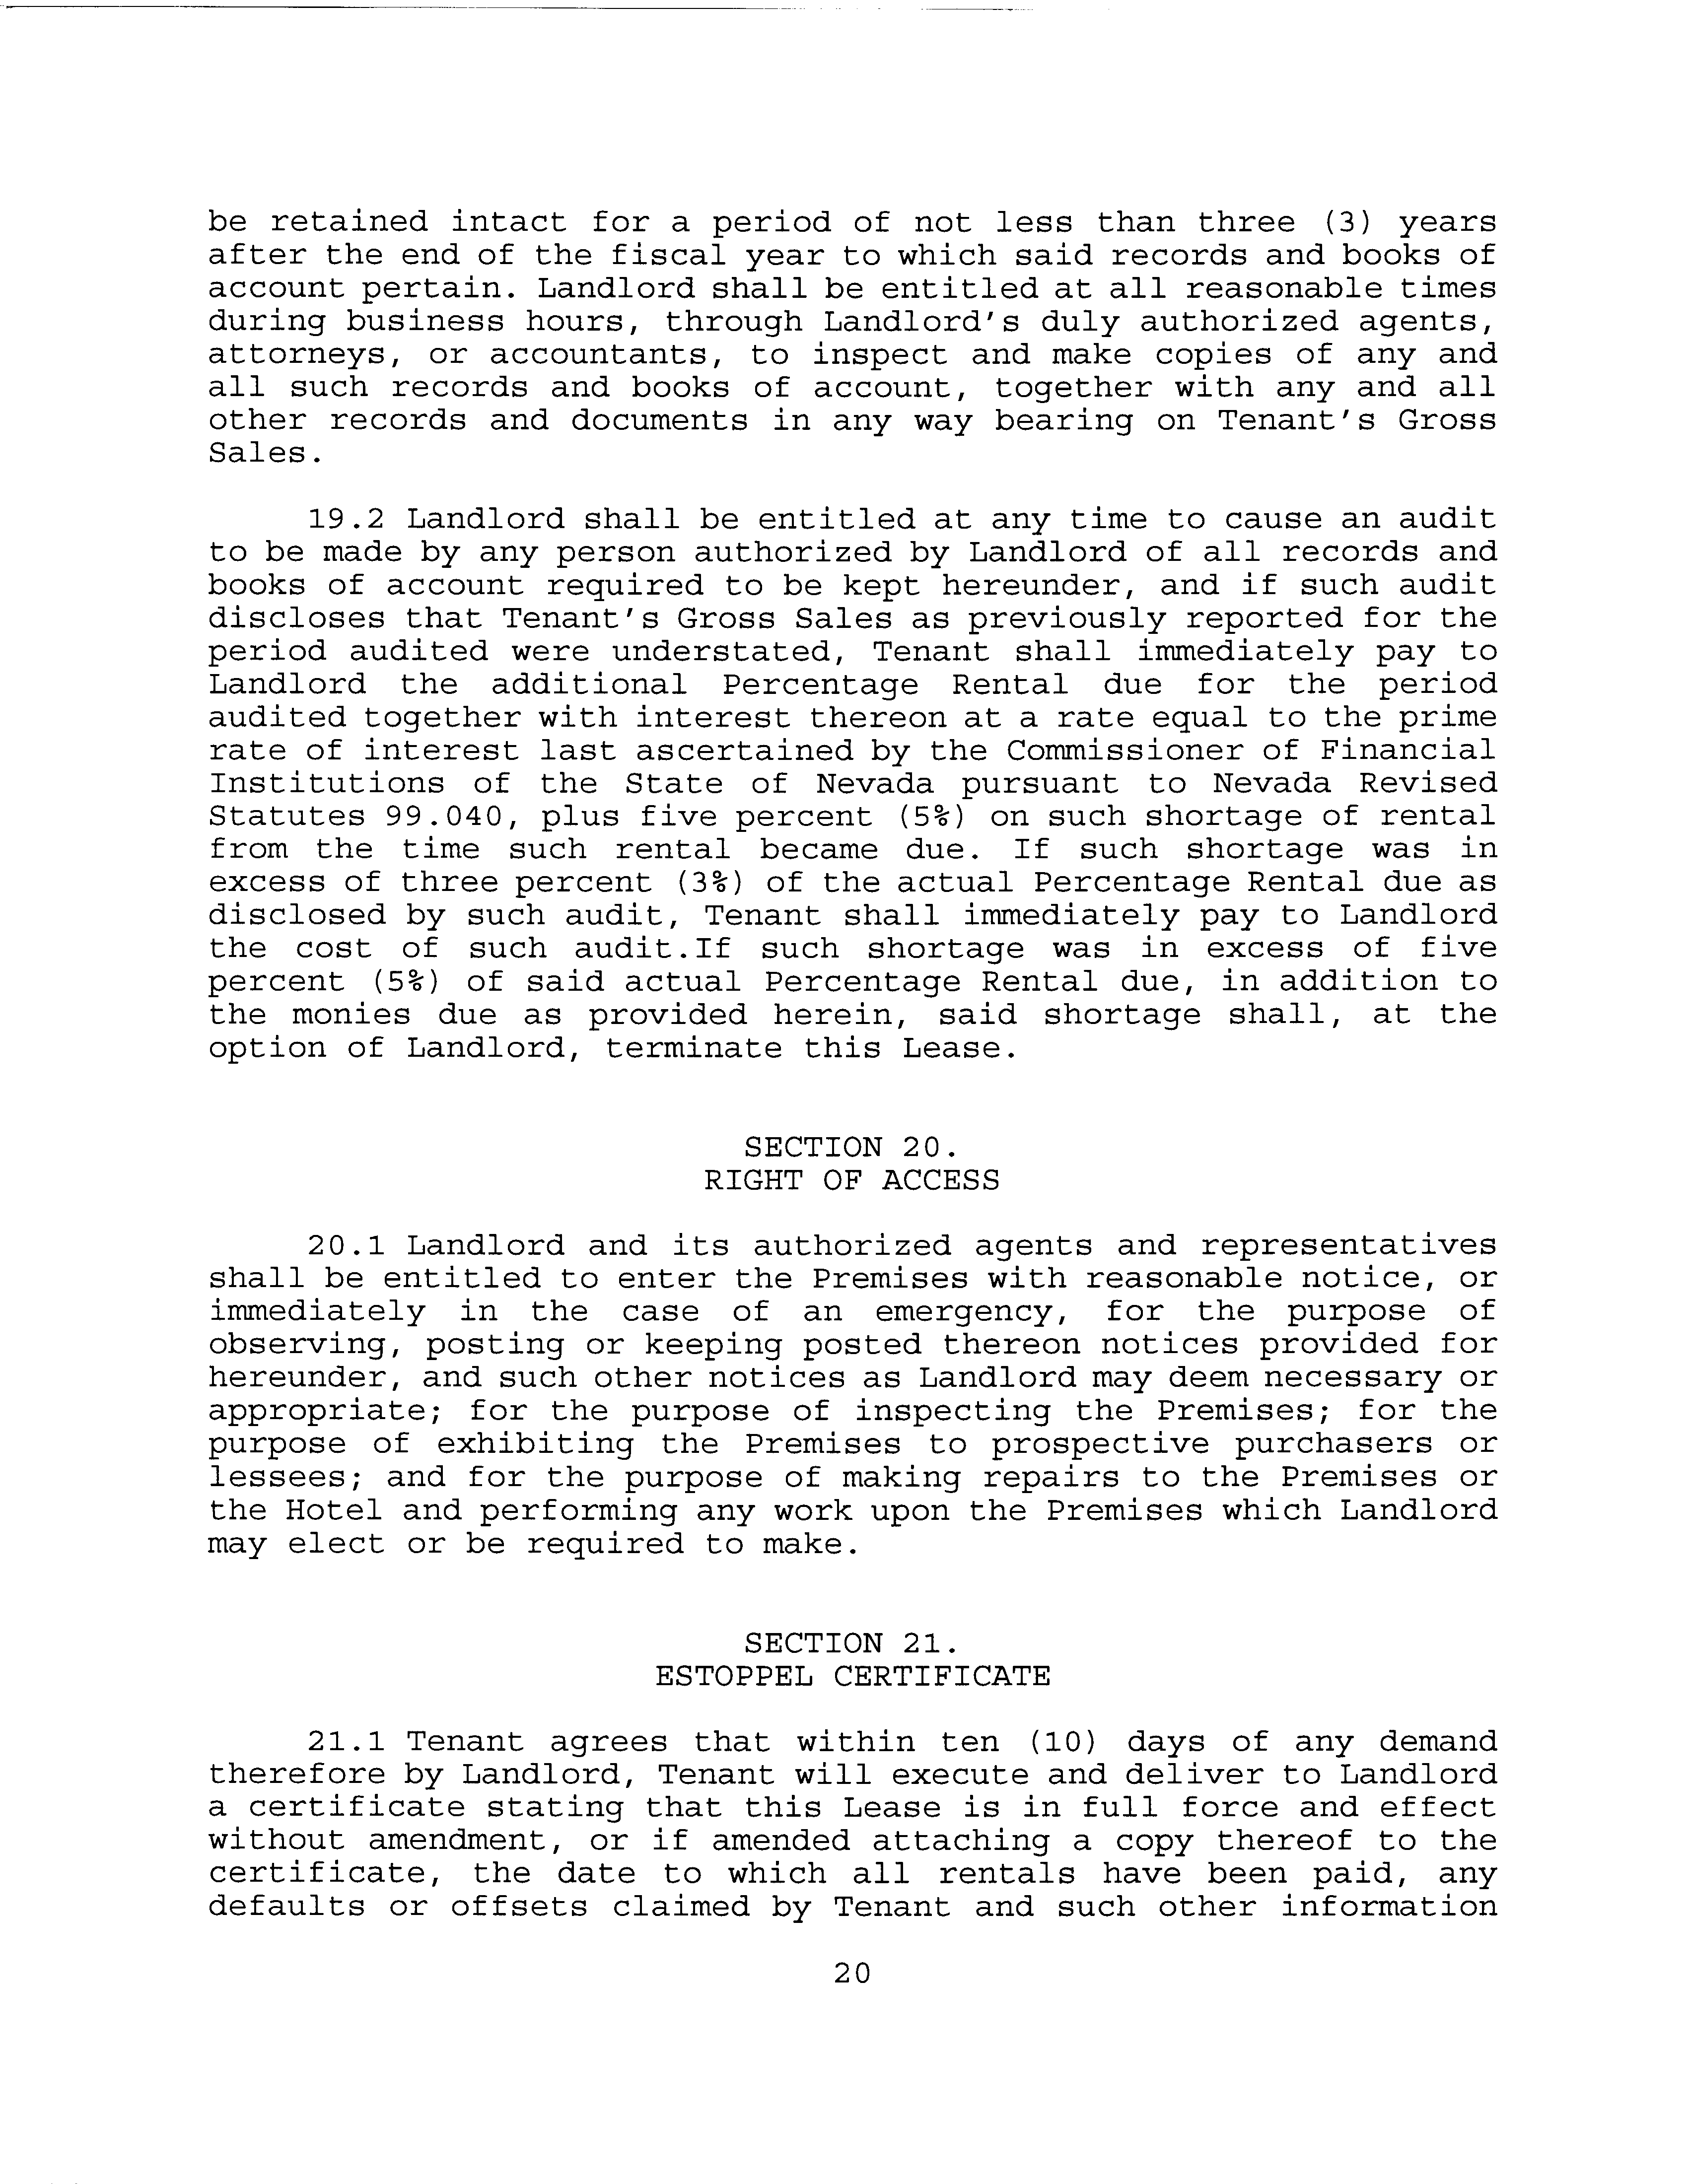 be retained intact for a period of not less than three (3) years
after the end of the fiscal year to which said records and books of
account pertain. Landlord shall be entitled at all reasonable times
during business hours, through Landlord's duly authorized agents,
attorneys, or accountants, to inspect and make copies of any and
all such records and books of account, together with any and all
other records and documents in any way bearing on Tenant's Gross
Sales.
19.2 Landlord shall be entitled at any time to cause an audit
to be made by any person authorized by Landlord of all records and
books of account required to be kept hereunder, and if such audit
discloses that Tenant's Gross Sales as previously reported for the
period audited were understated, Tenant shall immediately pay to
Landlord the additional Percentage Rental due for the period
audited together with interest thereon at a rate equal to the prime
rate of interest last ascertained by the Commissioner of Financial
Institutions of the State of Nevada pursuant to Nevada Revised
Statutes 99.040, plus five percent (5%) on such shortage of rental
from the time such rental became due. If such shortage was in
excess of three percent (3%) of the actual Percentage Rental due as
disclosed by such audit, Tenant shall immediately pay to Landlord
the cost of such audit.If such shortage was in excess of five
percent (5%) of said actual Percentage Rental due, in addition to
the monies due as provided herein, said shortage shall, at the
option of Landlord, terminate this Lease.
SECTION 20.
RIGHT OF ACCESS
20.1 Landlord and its authorized agents and representatives
shall be entitled to enter the Premises with reasonable notice, or
immediately in the case of an emergency, for the purpose of
observing, posting or keeping posted thereon notices provided for
hereunder, and such other notices as Landlord may deem necessary or
appropriate; for the purpose of inspecting the Premises; for the
purpose of exhibiting the Premises to prospective purchasers or
lessees; and for the purpose of making repairs to the Premises or
the Hotel and performing any work upon the Premises which Landlord
may elect or be required to make.
SECTION 21.
ESTOPPEL CERTIFICATE
21.1 Tenant agrees that within ten (10) days of any demand
therefore by Landlord, Tenant will execute and deliver to Landlord
a certificate stating that this Lease is in full force and effect
without amendment, or if amended attaching a copy thereof to the
certificate, the date to which all rentals have been paid, any
defaults or offsets claimed by Tenant and such other information
20